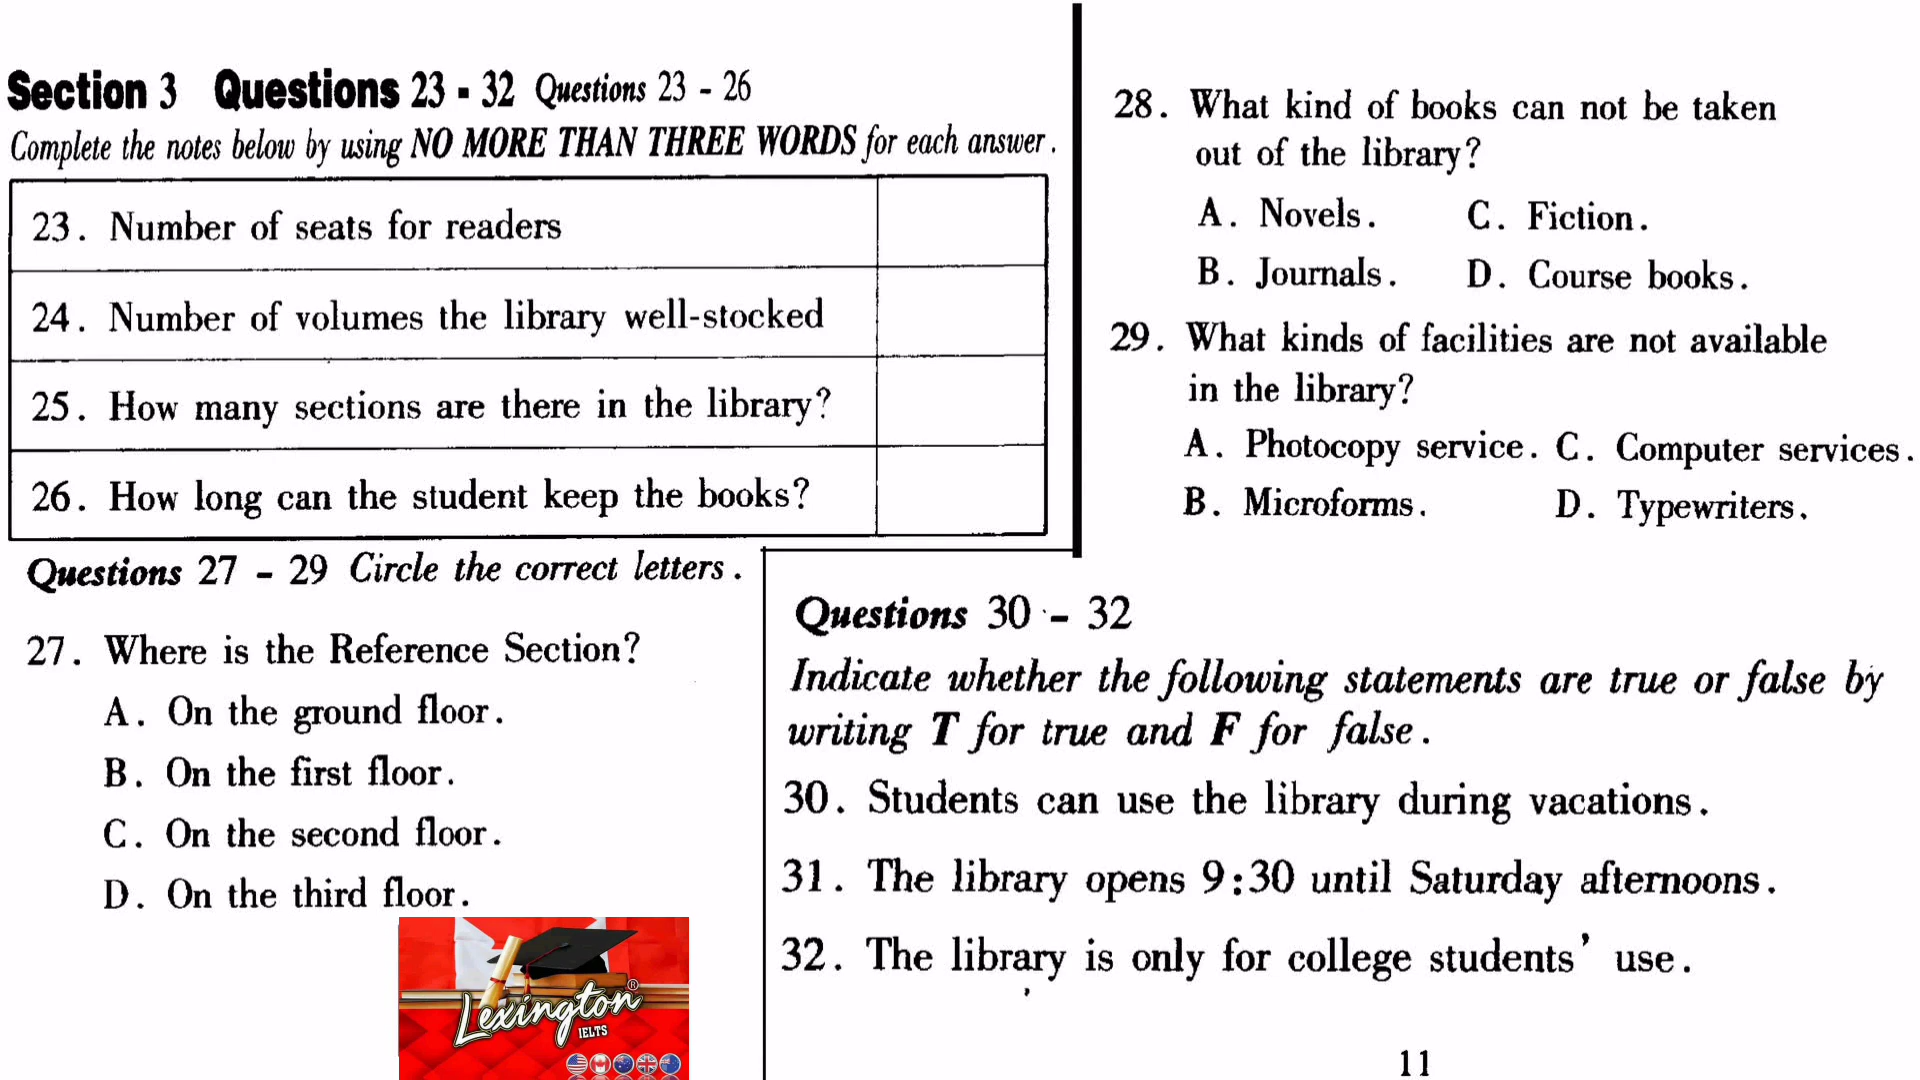 Section 3 Questions 23 - 32 Questions 23 - 26
Complete the notes below by using NO MORE THAN THREE WORDS for each answer.
23. Number of seats for readers
24. Number of volumes the library well-stocked
25. How many sections are there in the library?
26. How long can the student keep the books?
Questions 27 - 29 Circle the correct letters.
27. Where is the Reference Section?
A. On the ground floor.
B. On the first floor.
C. On the second floor.
D. On the third floor.
28. What kind of books can not be taken
out of the library?
A. Novels. C. Fiction.
B. Journals. D. Course books.
29. What kinds of facilities are not available
in the library?
A. Photocopy service. C. Computer services.
B. Microforms. D. Typewriters.
Questions 30 - 32
Indicate whether the following statements are true or false by
writing T for true and F for false.
30. Students can use the library during vacations.
31. The library opens 9:30 until Saturday afternoons.
32. The library is only for college students' use.
Lexington®
IELTS
11